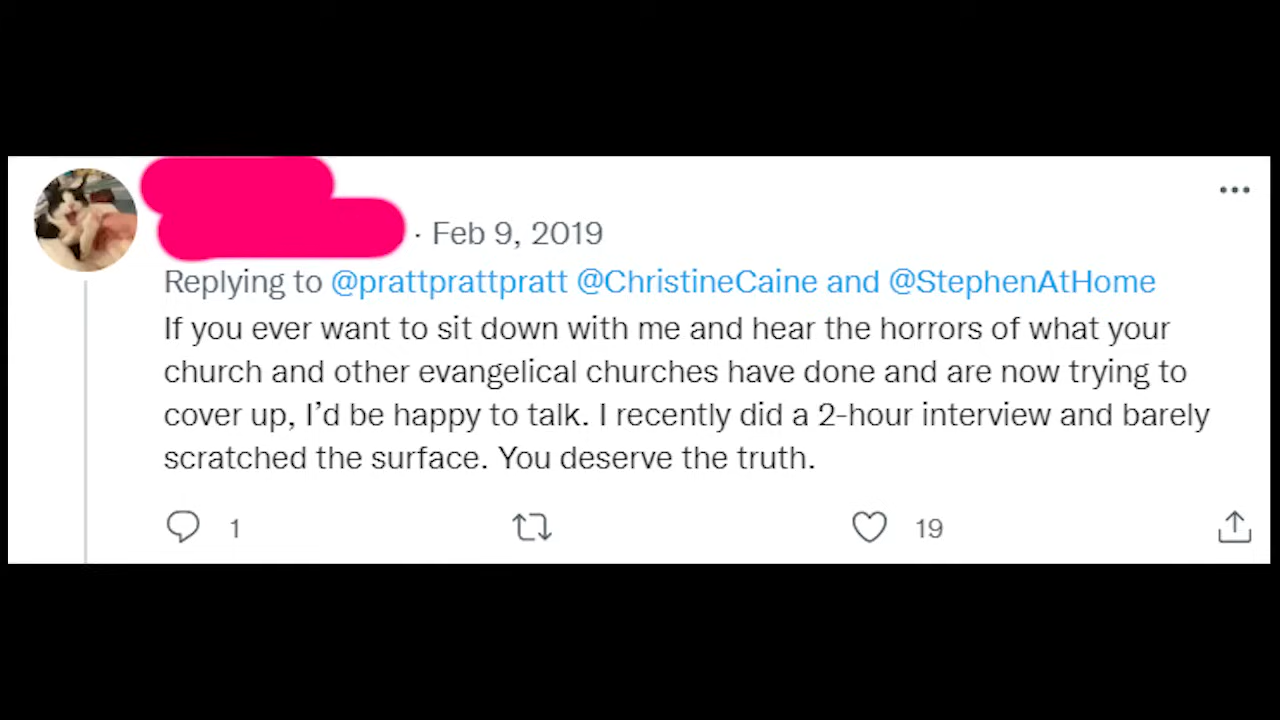 · Feb 9, 2019
Replying to @prattprattpratt @ChristineCaine and @StephenAtHome
If you ever want to sit down with me and hear the horrors of what your
church and other evangelical churches have done and are now trying to
cover up, I’d be happy to talk. I recently did a 2-hour interview and barely
scratched the surface. You deserve the truth.
1 19